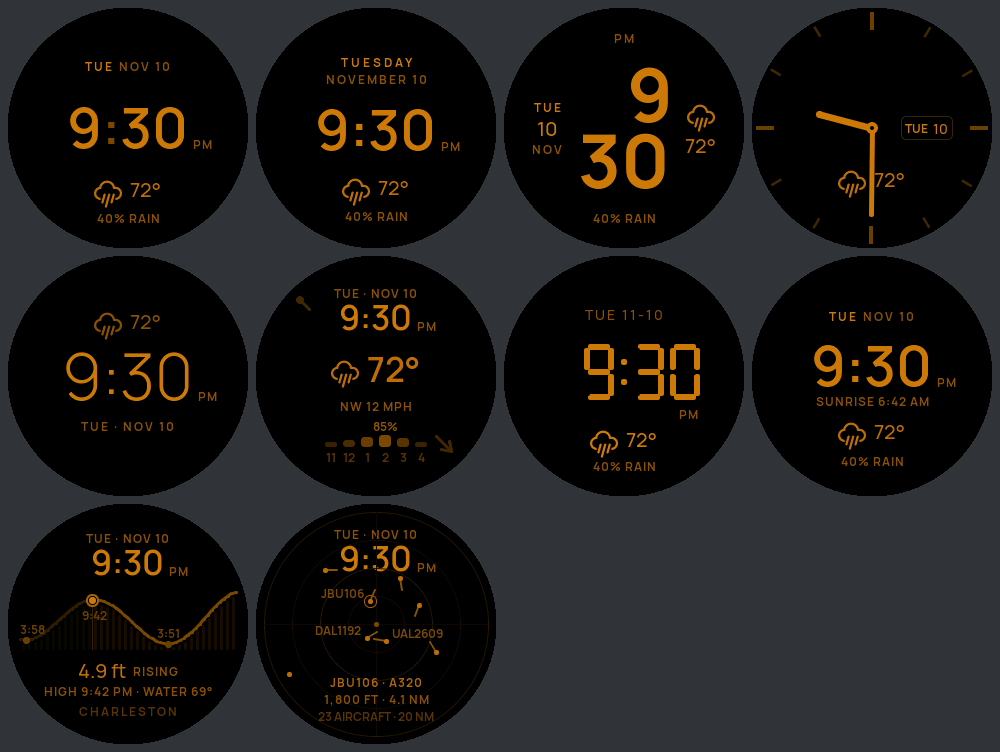 TUE NOV 10
9:30 PM
72°
40% RAIN
TUESDAY
NOVEMBER 10
9:30 PM
72°
40% RAIN
PM
TUE
10
NOV
9
30
72°
40% RAIN
TUE 10
72°
72°
9:30 PM
TUE · NOV 10
TUE · NOV 10
9:30 PM
72°
NW 12 MPH
85%
11 12 1 2 3 4
TUE 11-10
9:30
PM
72°
40% RAIN
TUE NOV 10
9:30 PM
SUNRISE 6:42 AM
72°
40% RAIN
TUE · NOV 10
9:30 PM
9:42
3:58
3:51
4.9 ft RISING
HIGH 9:42 PM · WATER 69°
CHARLESTON
TUE · NOV 10
9:30 PM
JBU106
DAL1192
UAL2609
JBU106 · A320
1,800 FT · 4.1 NM
23 AIRCRAFT · 20 NM